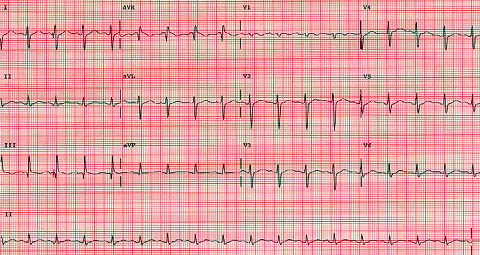 I aVR V1 V4
II aVL V2 V5
III aVF V3 V6
II